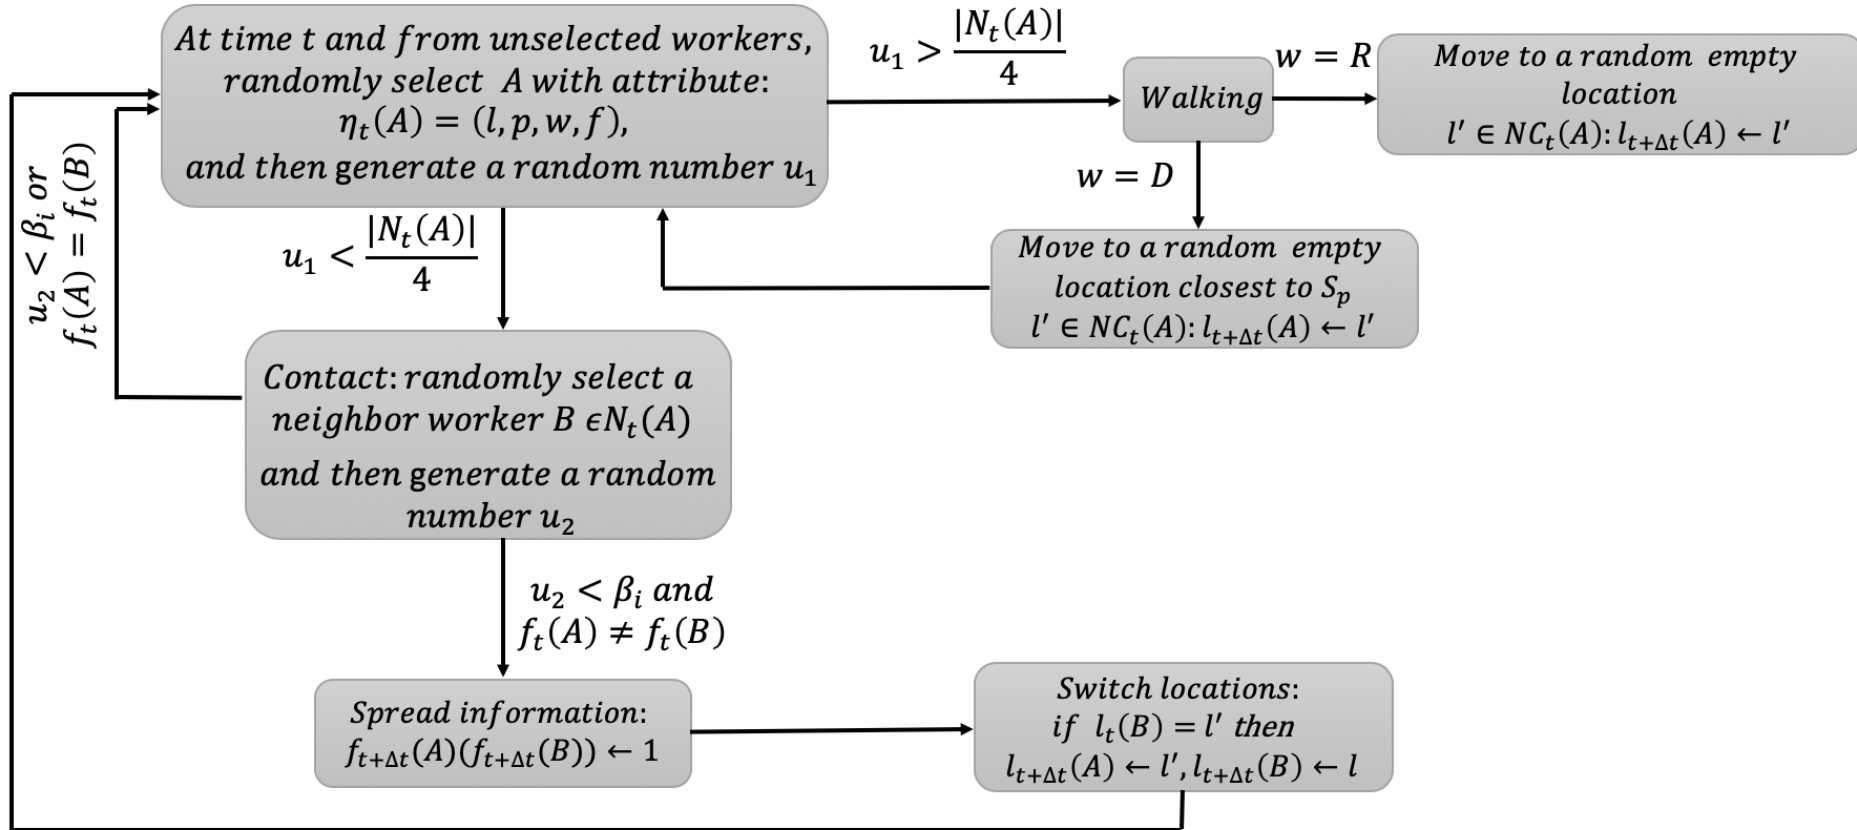 At time t and from unselected workers,
randomly select A with attribute:
η_t(A) = (l, p, w, f),
and then generate a random number u_1
u_1 > |N_t(A)| / 4
Walking
w = R
Move to a random empty
location
l′ ∈ NC_t(A): l_{t+Δt}(A) ← l′
w = D
Move to a random empty
location closest to S_p
l′ ∈ NC_t(A): l_{t+Δt}(A) ← l′
u_1 < |N_t(A)| / 4
u_2 < β_i or
f_t(A) = f_t(B)
Contact: randomly select a
neighbor worker B ϵN_t(A)
and then generate a random
number u_2
u_2 < β_i and
f_t(A) ≠ f_t(B)
Spread information:
f_{t+Δt}(A)(f_{t+Δt}(B)) ← 1
Switch locations:
if l_t(B) = l′ then
l_{t+Δt}(A) ← l′, l_{t+Δt}(B) ← l